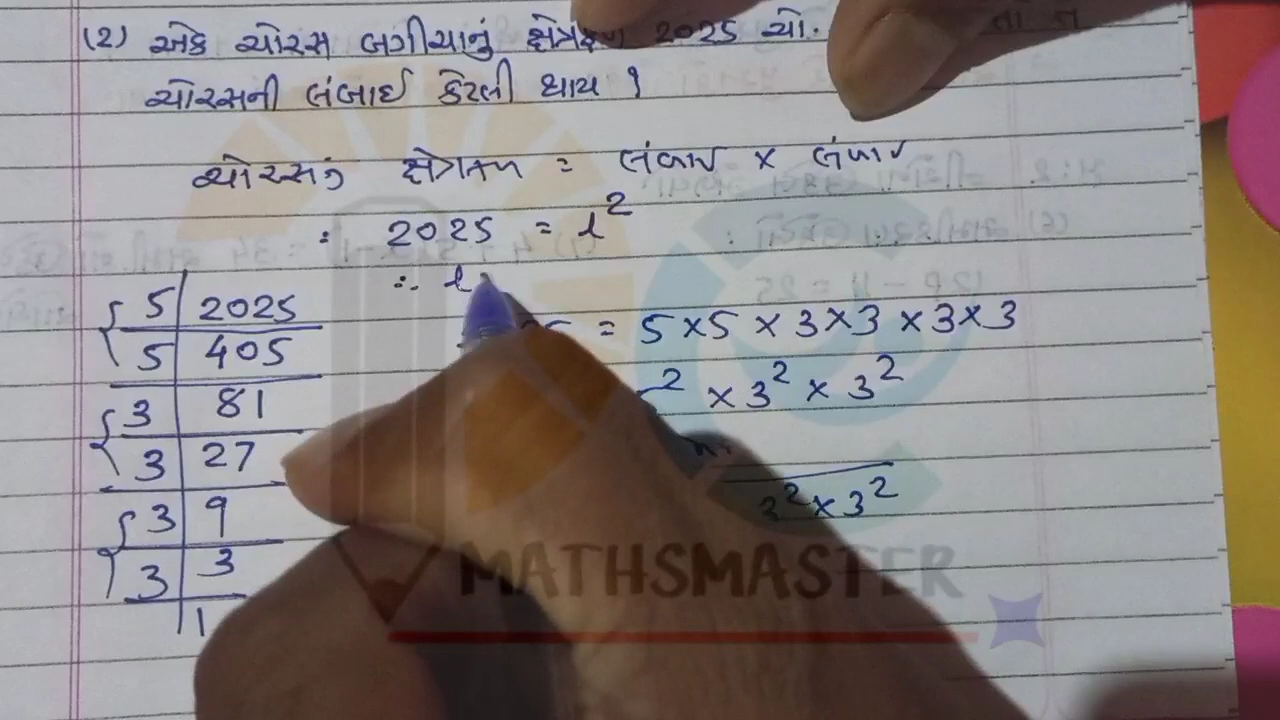 (2) એક ચોરસ બગીચાનું ક્ષેત્રફળ 2025 ચો.
ચોરસની લંબાઈ કેટલી થાય ?
ચોરસનું ક્ષેત્રફળ = લંબાઈ × લંબાઈ
: 2025 = l²
∴ l
= 5×5 × 3×3 × 3×3
² × 3² × 3²
3² × 3²
5 2025
5 405
3 81
3 27
3 9
3 3
1
MATHSMASTER